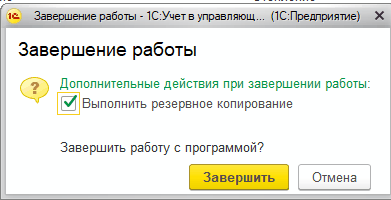 Завершение работы - 1С:Учет в управляющ... (1С:Предприятие)
Завершение работы
Дополнительные действия при завершении работы:
Выполнить резервное копирование
Завершить работу с программой?
Завершить
Отмена